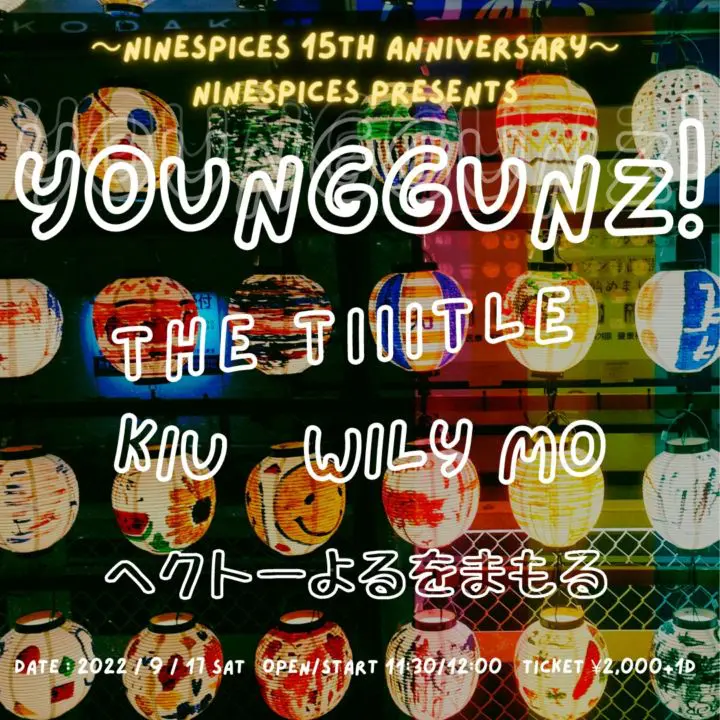 KODAK
～NINESPICES 15TH ANNIVERSARY～
NINESPICES PRESENTS
YOUNGGUNZ!
THE TIIITLE
KIU WILY MO
ヘクトーよるをまもる
DATE : 2022 / 9 / 17 SAT OPEN/START 11:30/12:00 TICKET ¥2,000+1D